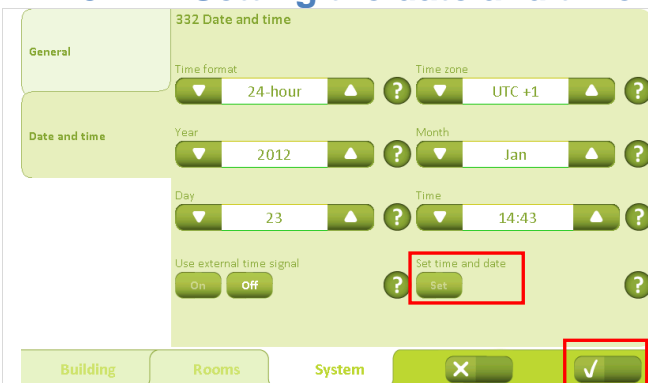 332 Date and time
General
Time format
Time zone
24-hour
?
UTC +1
?
Date and time
Year
Month
2012
?
Jan
?
Day
Time
23
?
14:43
?
Use external time signal
Set time and date
On
Off
?
Set
?
Building
Rooms
System